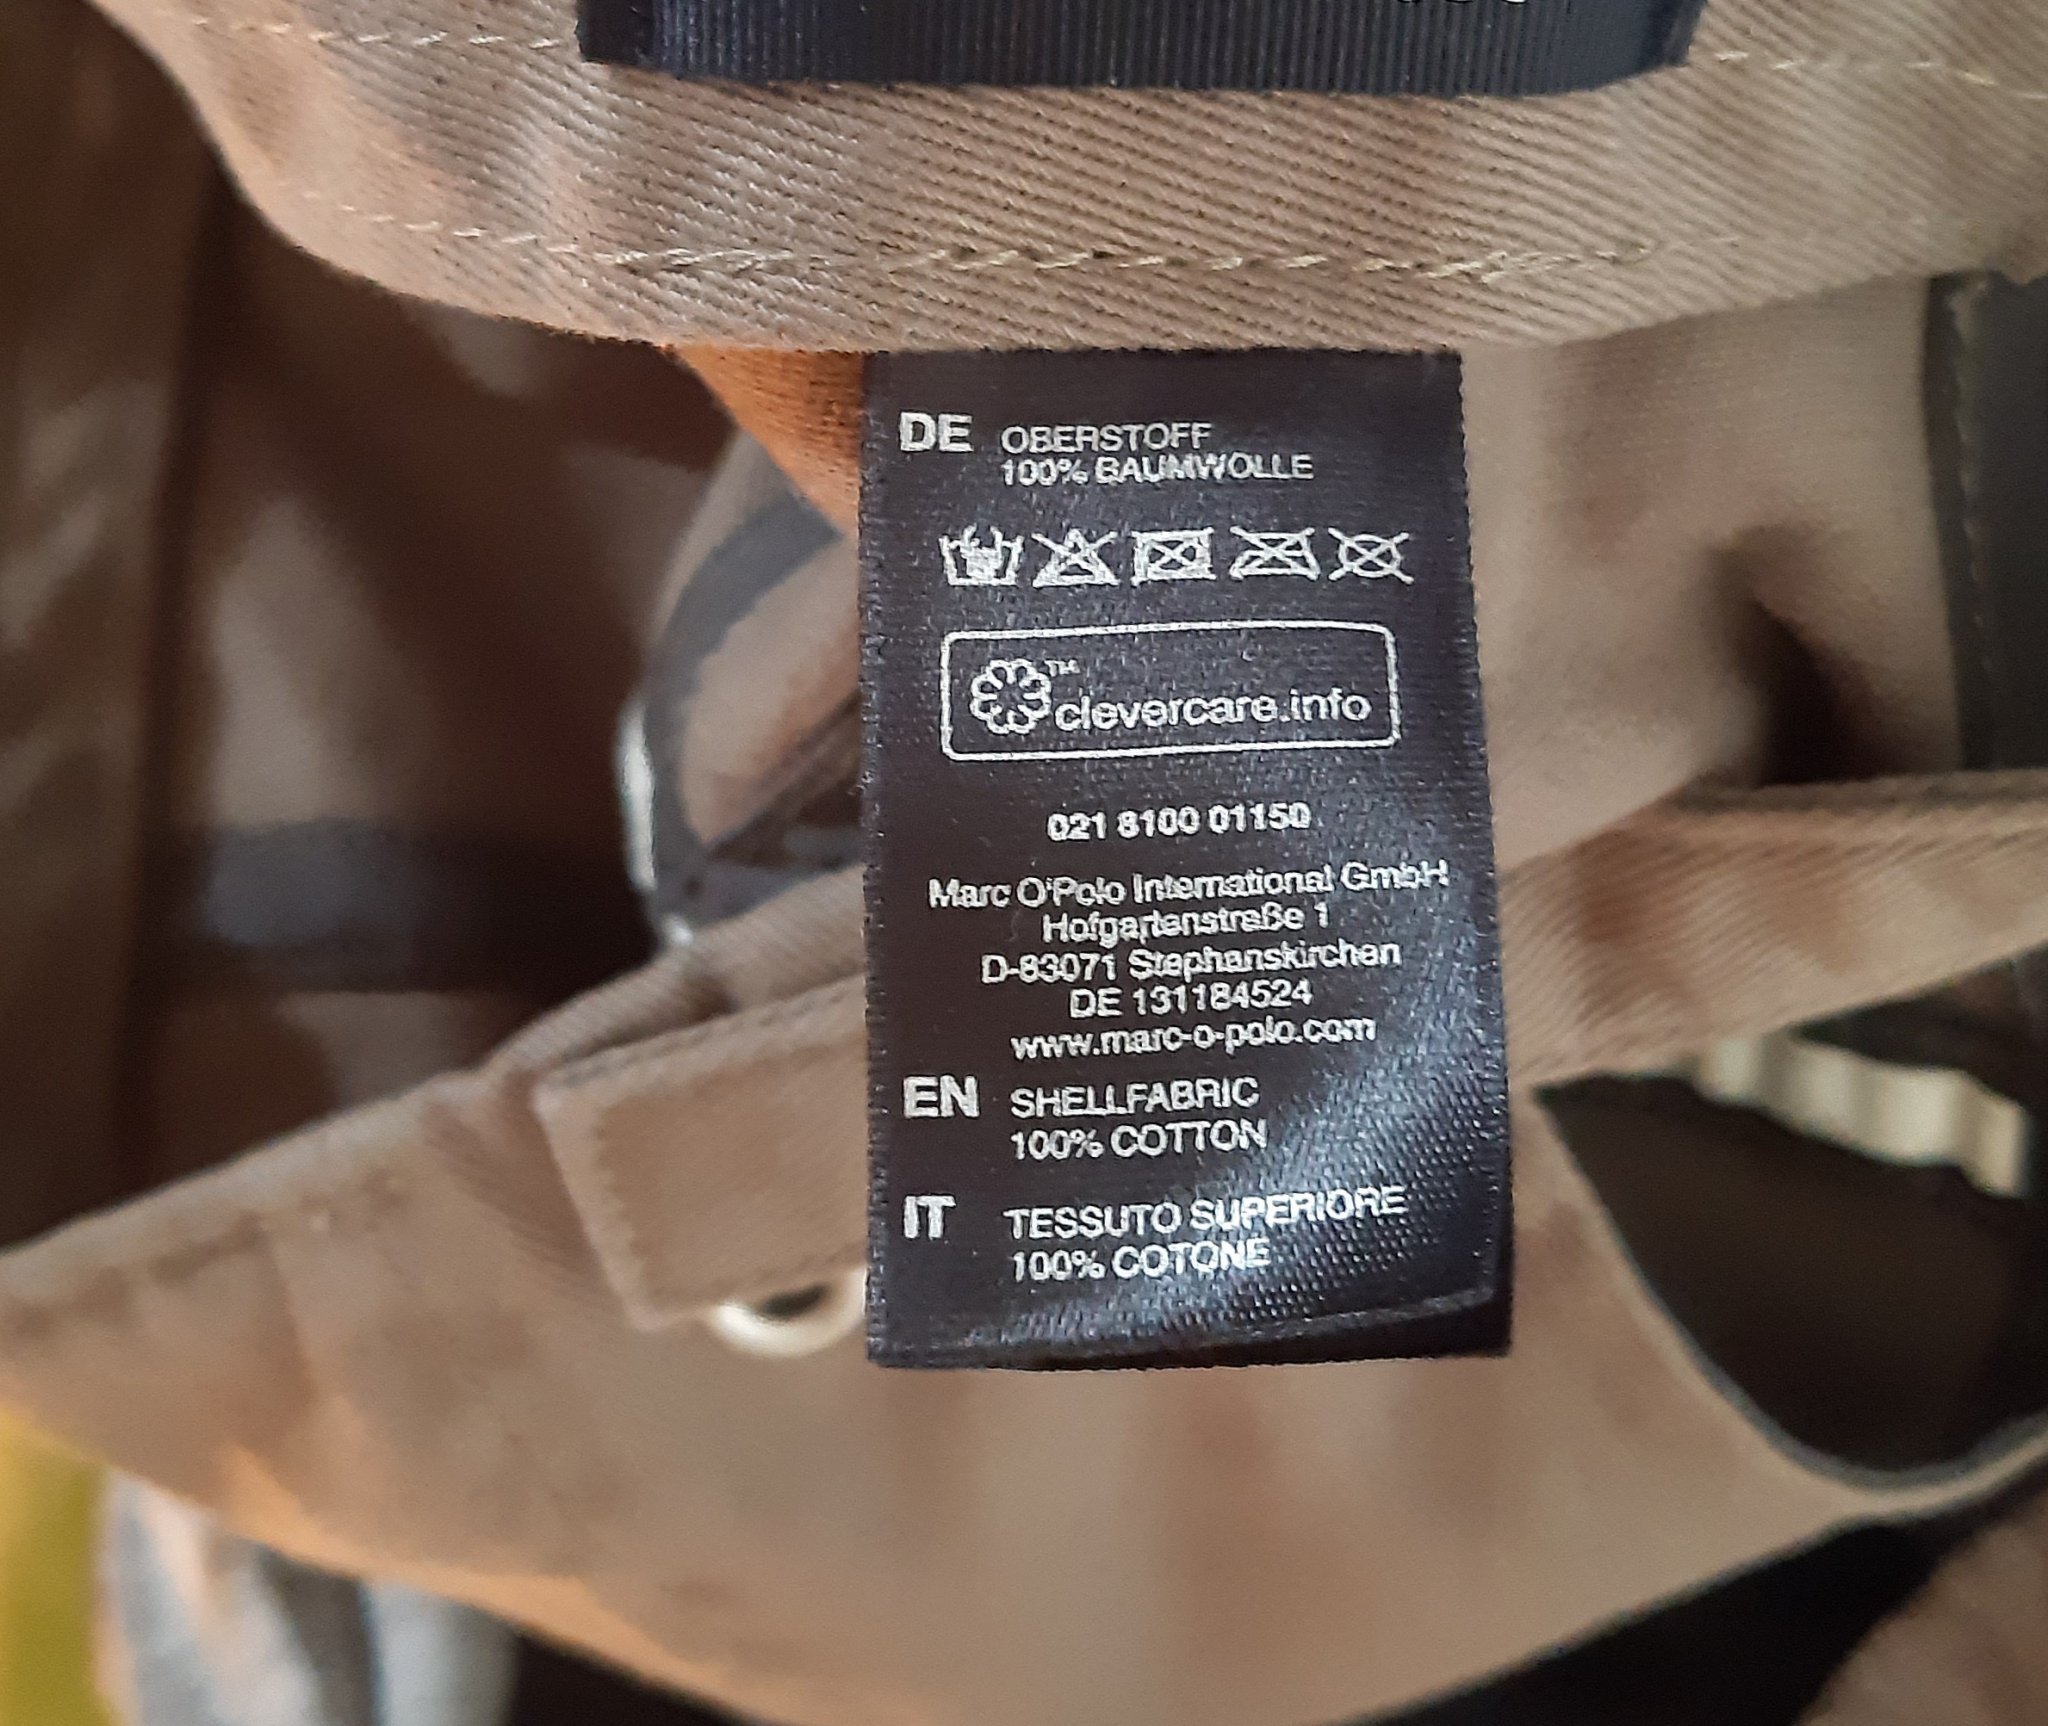 DE OBERSTOFF
100% BAUMWOLLE
TM
clevercare.info
021 8100 01150
Marc O'Polo International GmbH
Hofgartenstraße 1
D-83071 Stephanskirchen
DE 131184524
www.marc-o-polo.com
EN SHELLFABRIC
100% COTTON
IT TESSUTO SUPERIORE
100% COTONE